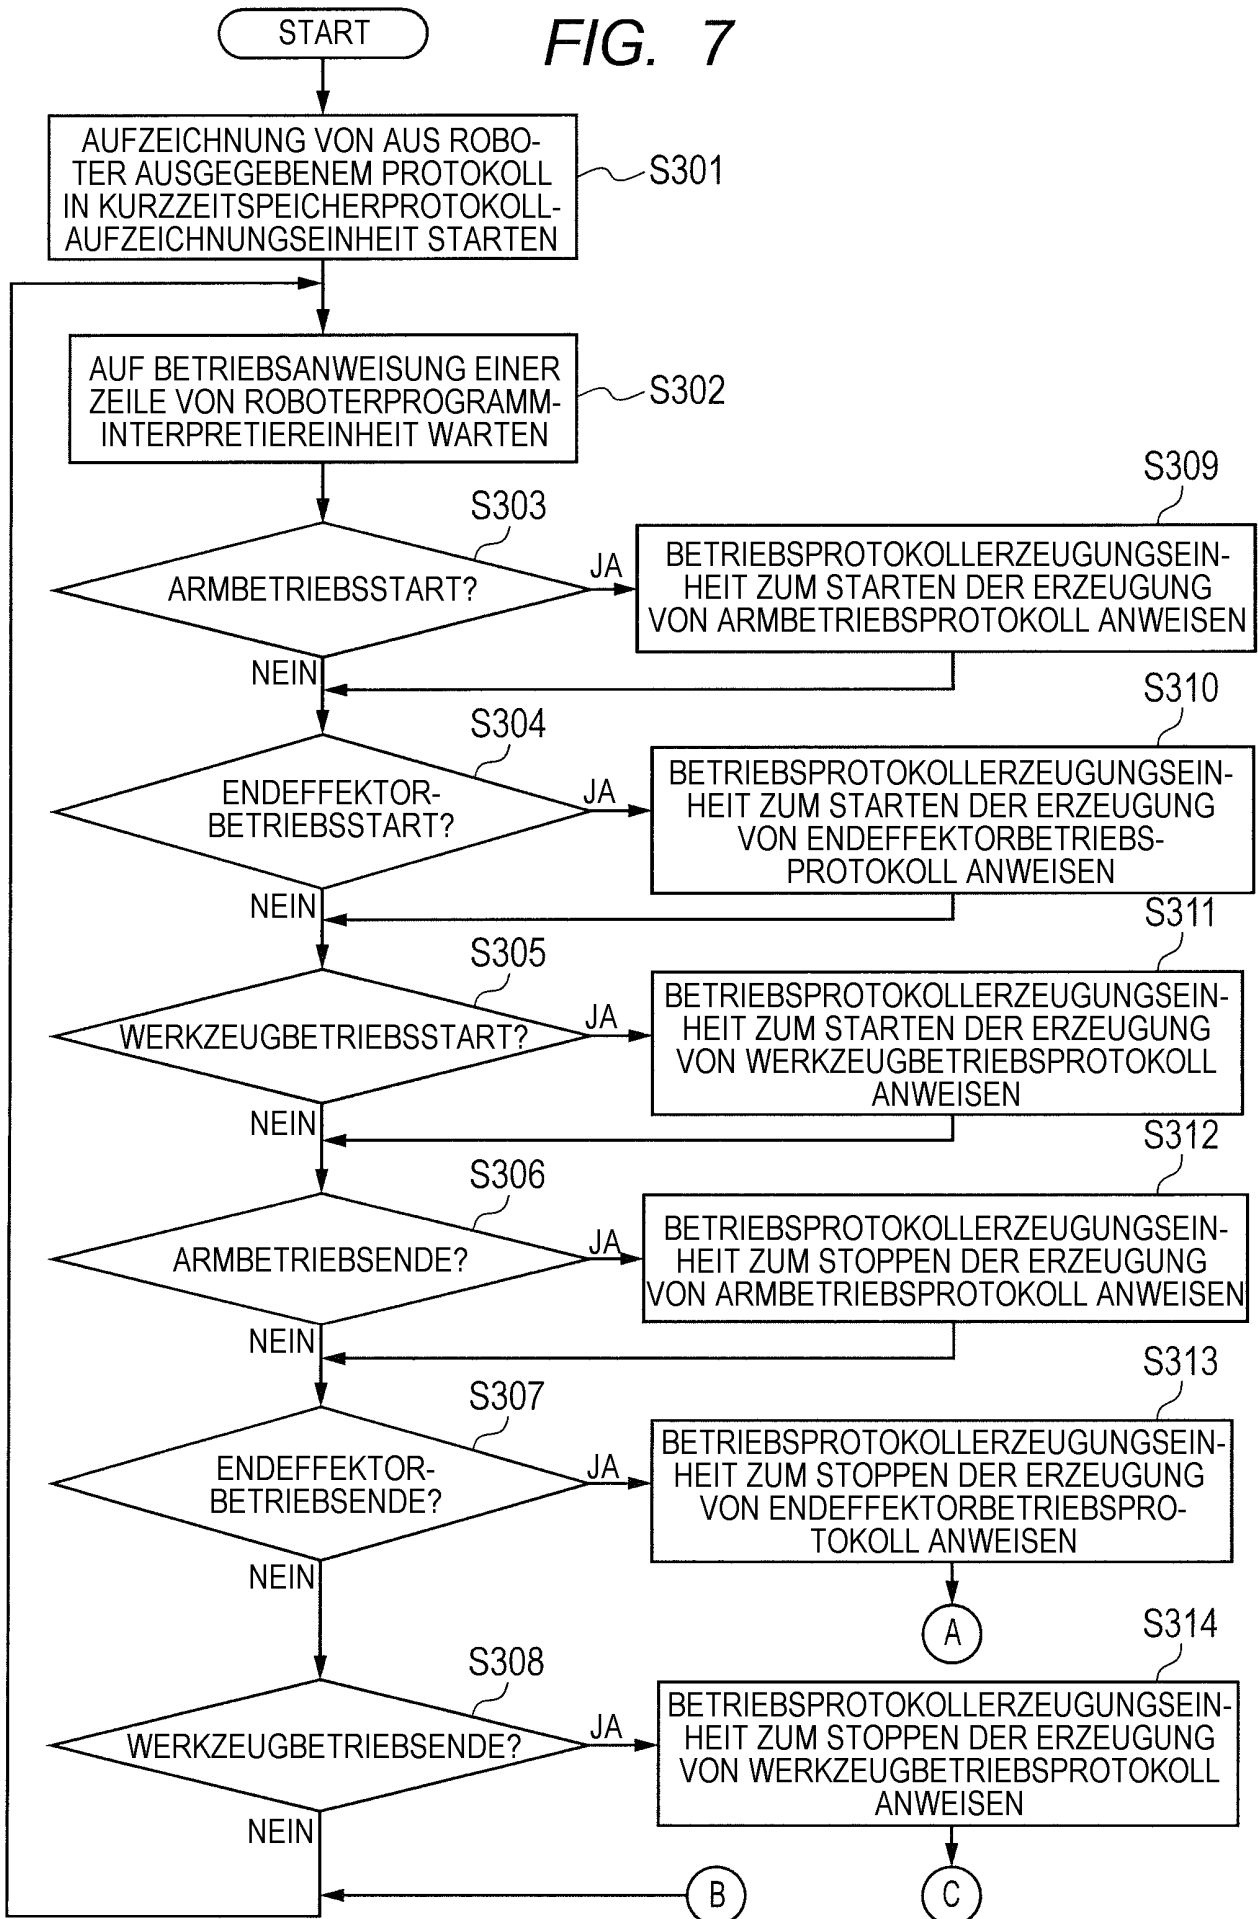 START
FIG. 7
AUFZEICHNUNG VON AUS ROBO-
TER AUSGEGEBENEM PROTOKOLL
IN KURZZEITSPEICHERPROTOKOLL-
AUFZEICHNUNGSEINHEIT STARTEN
S301
AUF BETRIEBSANWEISUNG EINER
ZEILE VON ROBOTERPROGRAMM-
INTERPRETIEREINHEIT WARTEN
S302
S303
ARMBETRIEBSSTART?
JA
NEIN
S309
BETRIEBSPROTOKOLLERZEUGUNGSEIN-
HEIT ZUM STARTEN DER ERZEUGUNG
VON ARMBETRIEBSPROTOKOLL ANWEISEN
S304
ENDEFFEKTOR-
BETRIEBSSTART?
JA
NEIN
S310
BETRIEBSPROTOKOLLERZEUGUNGSEIN-
HEIT ZUM STARTEN DER ERZEUGUNG
VON ENDEFFEKTORBETRIEBS-
PROTOKOLL ANWEISEN
S305
WERKZEUGBETRIEBSSTART?
JA
NEIN
S311
BETRIEBSPROTOKOLLERZEUGUNGSEIN-
HEIT ZUM STARTEN DER ERZEUGUNG
VON WERKZEUGBETRIEBSPROTOKOLL
ANWEISEN
S306
ARMBETRIEBSENDE?
JA
NEIN
S312
BETRIEBSPROTOKOLLERZEUGUNGSEIN-
HEIT ZUM STOPPEN DER ERZEUGUNG
VON ARMBETRIEBSPROTOKOLL ANWEISEN
S307
ENDEFFEKTOR-
BETRIEBSENDE?
JA
NEIN
S313
BETRIEBSPROTOKOLLERZEUGUNGSEIN-
HEIT ZUM STOPPEN DER ERZEUGUNG
VON ENDEFFEKTORBETRIEBSPRO-
TOKOLL ANWEISEN
A
S308
WERKZEUGBETRIEBSENDE?
JA
NEIN
S314
BETRIEBSPROTOKOLLERZEUGUNGSEIN-
HEIT ZUM STOPPEN DER ERZEUGUNG
VON WERKZEUGBETRIEBSPROTOKOLL
ANWEISEN
B
C